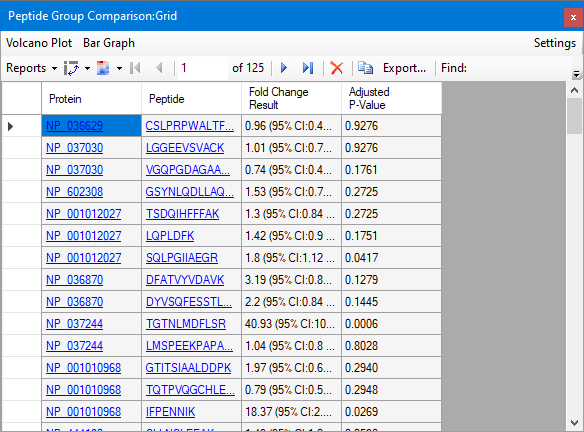 Peptide Group Comparison:Grid x
Volcano Plot Bar Graph Settings
Reports 1 of 125 Export... Find:
Protein Peptide Fold Change Result Adjusted P-Value
NP_036629 CSLPRPWALTF... 0.96 (95% CI:0.4... 0.9276
NP_037030 LGGEEVSVACK 1.01 (95% CI:0.7... 0.9276
NP_037030 VGQPGDAGAA... 0.74 (95% CI:0.4... 0.1761
NP_602308 GSYNLQDLLAQ... 1.53 (95% CI:0.7... 0.2725
NP_001012027 TSDQIHFFFAK 1.3 (95% CI:0.84 ... 0.2725
NP_001012027 LQPLDFK 1.42 (95% CI:0.9 ... 0.1751
NP_001012027 SQLPGIIAEGR 1.8 (95% CI:1.12 ... 0.0417
NP_036870 DFATVYVDAVK 3.19 (95% CI:0.8... 0.1279
NP_036870 DYVSQFESSTL... 2.2 (95% CI:0.84 ... 0.1445
NP_037244 TGTNLMDFLSR 40.93 (95% CI:10... 0.0006
NP_037244 LMSPEEKPAPA... 1.04 (95% CI:0.8 ... 0.8028
NP_001010968 GTITSIAALDDPK 1.97 (95% CI:0.6... 0.2940
NP_001010968 TQTPVQGCHLE... 0.79 (95% CI:0.5... 0.2948
NP_001010968 IFPENNIK 18.37 (95% CI:2.... 0.0269